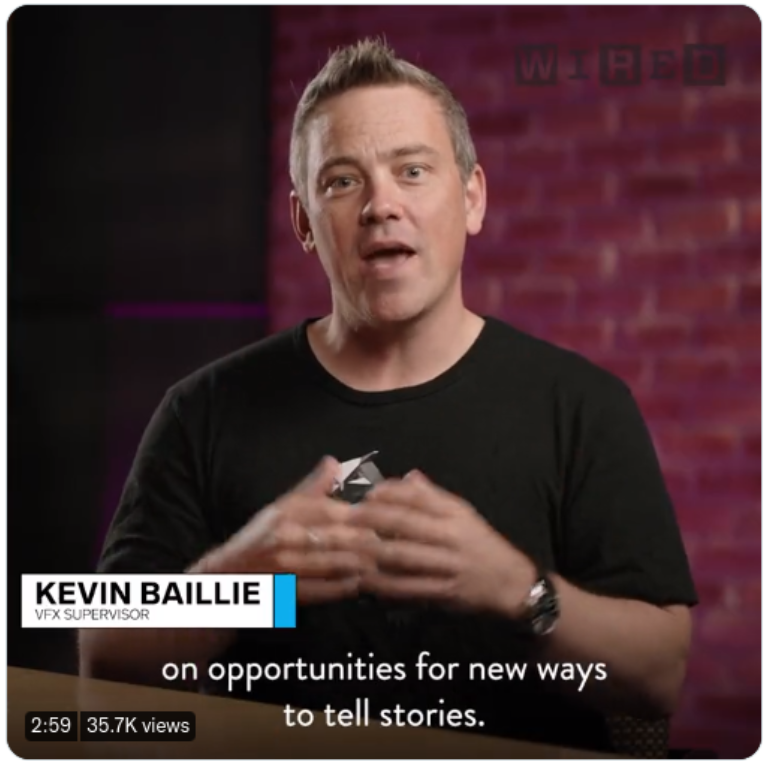 WIRED
KEVIN BAILLIE
VFX SUPERVISOR
on opportunities for new ways
to tell stories.
2:59 35.7K views